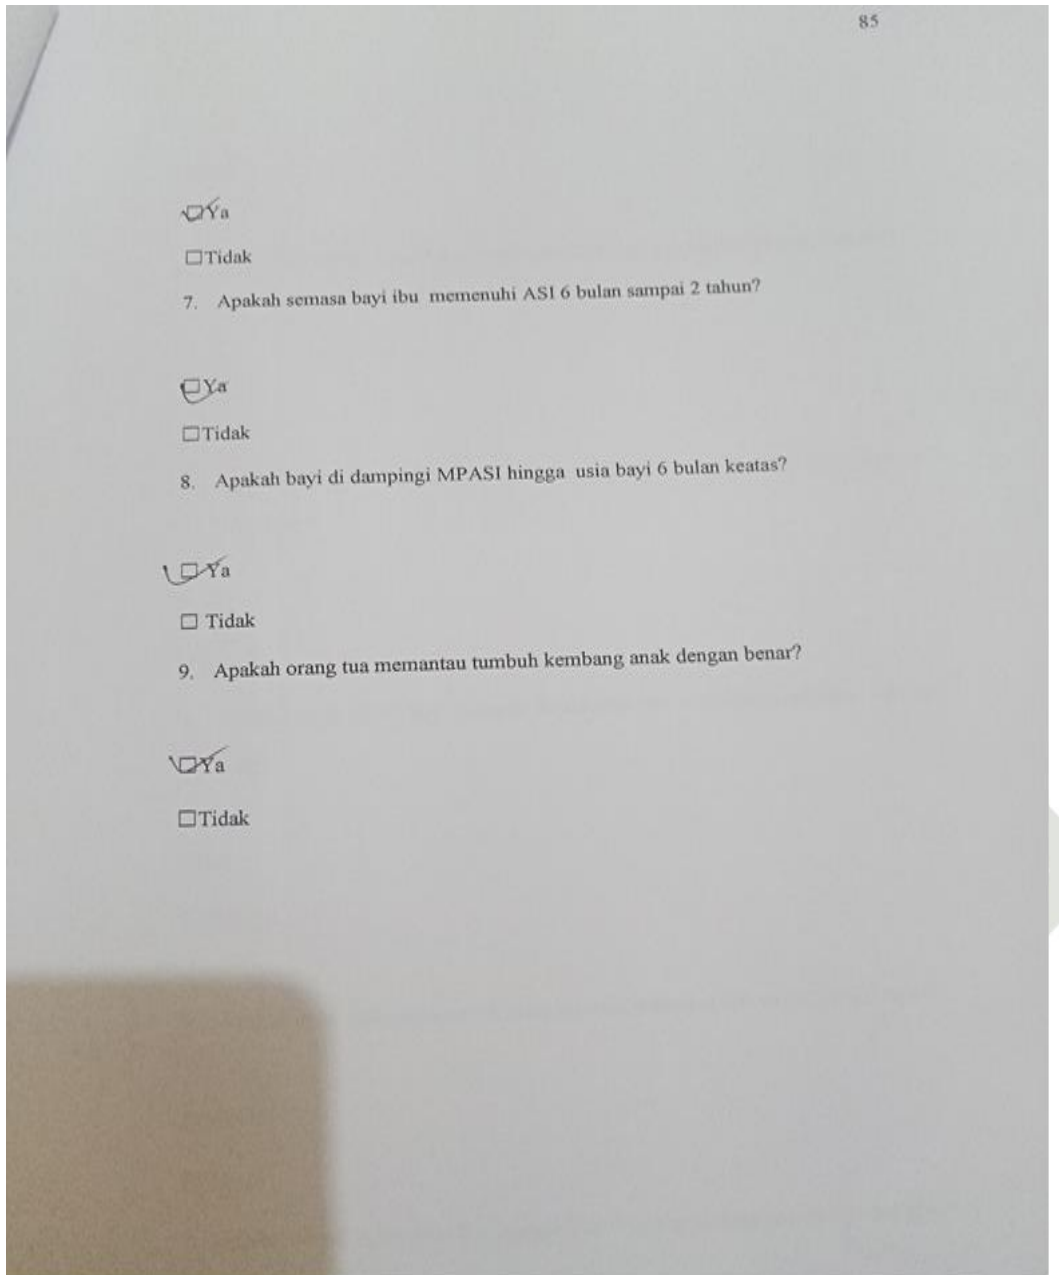 85
☑Ya
☐Tidak
7. Apakah semasa bayi ibu memenuhi ASI 6 bulan sampai 2 tahun?
☑Ya
☐Tidak
8. Apakah bayi di dampingi MPASI hingga usia bayi 6 bulan keatas?
☑ Ya
☐ Tidak
9. Apakah orang tua memantau tumbuh kembang anak dengan benar?
☑Ya
☐Tidak